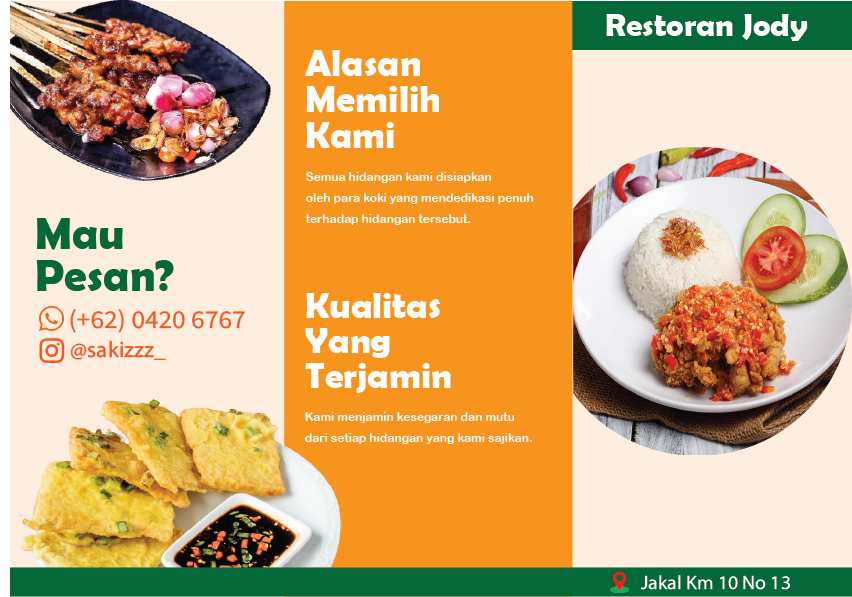 Mau
Pesan?
(+62) 0420 6767
@sakizzz_
Alasan
Memilih
Kami
Semua hidangan kami disiapkan
oleh para koki yang mendedikasi penuh
terhadap hidangan tersebut.
Kualitas
Yang
Terjamin
Kami menjamin kesegaran dan mutu
dari setiap hidangan yang kami sajikan.
Restoran Jody
Jakal Km 10 No 13